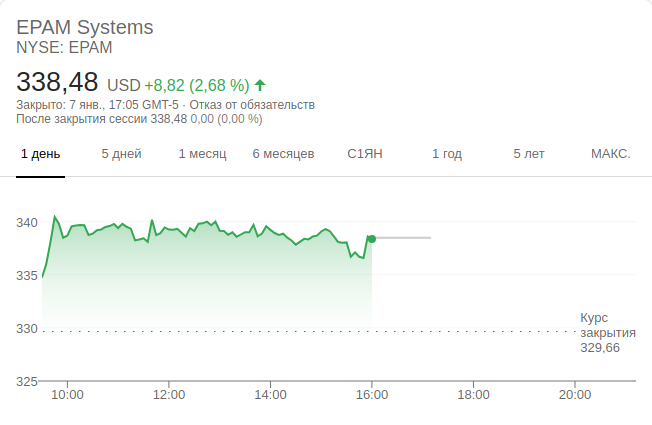 EPAM Systems
NYSE: EPAM
338,48 USD +8,82 (2,68 %)
Закрыто: 7 янв., 17:05 GMT-5 · Отказ от обязательств
После закрытия сессии 338,48 0,00 (0,00 %)
1 день 5 дней 1 месяц 6 месяцев С1ЯН 1 год 5 лет МАКС.
340
335
330
325
Курс
закрытия
329,66
10:00 12:00 14:00 16:00 18:00 20:00